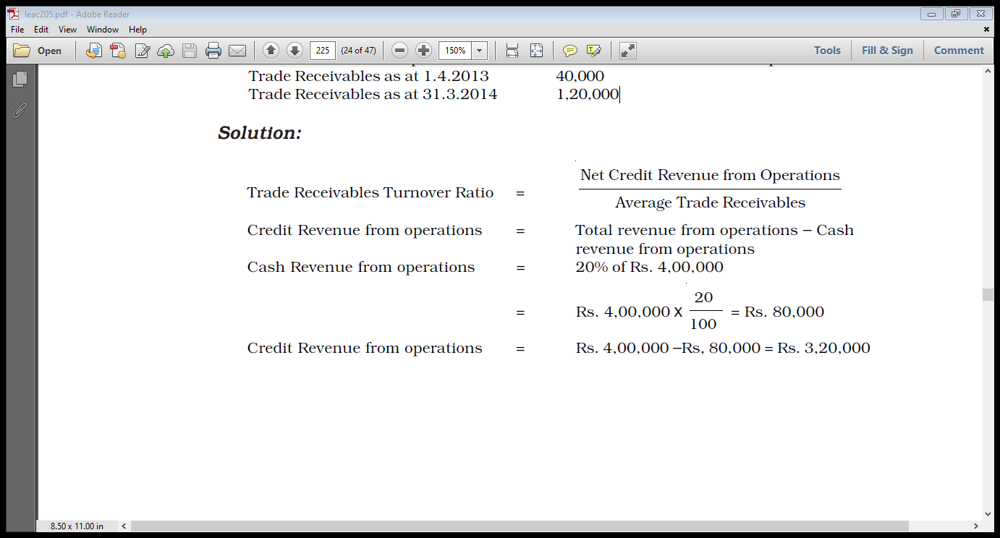 leac205.pdf - Adobe Reader
File Edit View Window Help
Open 225 (24 of 47) 150% Tools Fill & Sign Comment
Trade Receivables as at 1.4.2013 40,000
Trade Receivables as at 31.3.2014 1,20,000
Solution:
Net Credit Revenue from Operations
Trade Receivables Turnover Ratio =
Average Trade Receivables
Credit Revenue from operations = Total revenue from operations – Cash
revenue from operations
Cash Revenue from operations = 20% of Rs. 4,00,000
20
= Rs. 4,00,000 X = Rs. 80,000
100
Credit Revenue from operations = Rs. 4,00,000 –Rs, 80,000 = Rs. 3,20,000
8.50 x 11.00 in